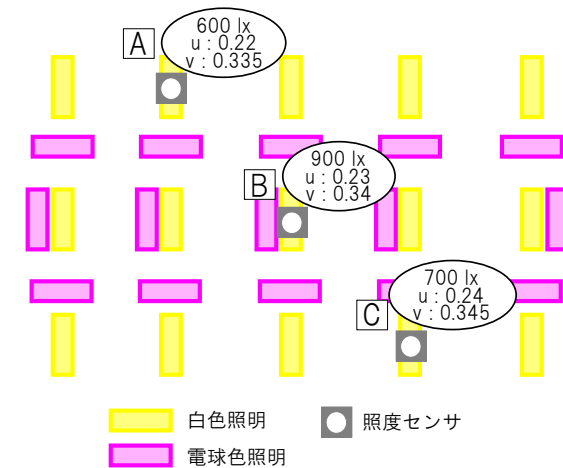 A
600 lx
u : 0.22
v : 0.335
B
900 lx
u : 0.23
v : 0.34
C
700 lx
u : 0.24
v : 0.345
白色照明
照度センサ
電球色照明